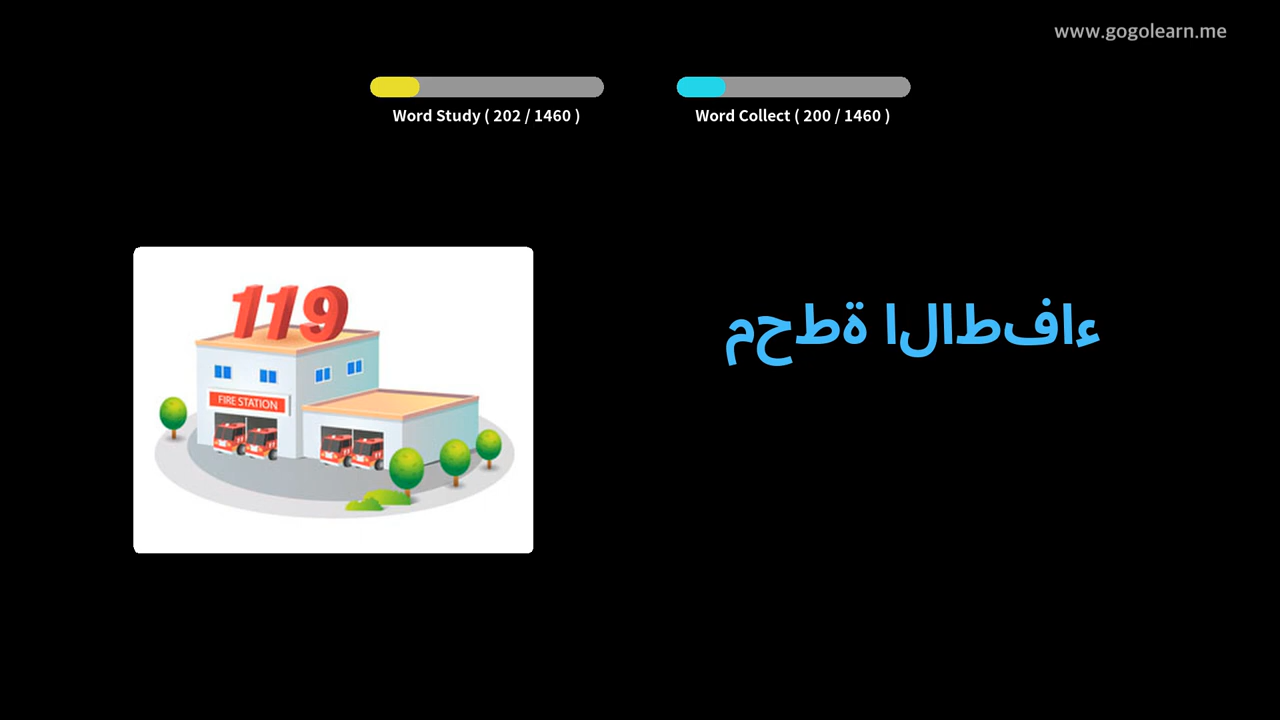 www.gogolearn.me
Word Study ( 202 / 1460 )
Word Collect ( 200 / 1460 )
119
FIRE STATION
محطة الاطفاء